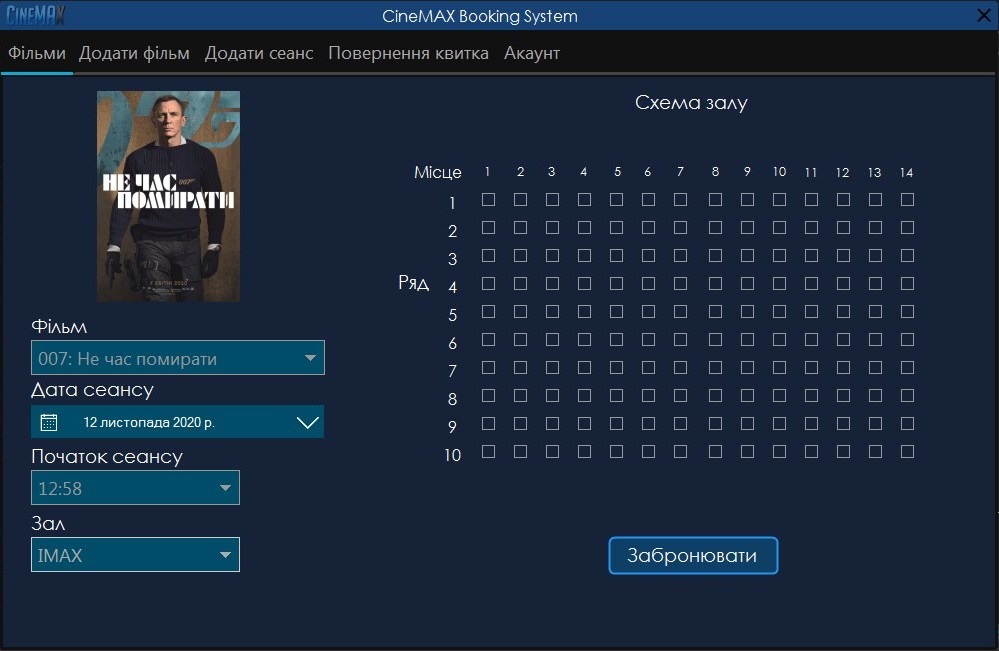 CineMAX
CineMAX Booking System
Фільми Додати фільм Додати сеанс Повернення квитка Акаунт
007
НЕ ЧАС 007
ПОМИРАТИ
Фільм
007: Не час помирати
Дата сеансу
12 листопада 2020 р.
Початок сеансу
12:58
Зал
IMAX
Схема залу
Місце 1 2 3 4 5 6 7 8 9 10 11 12 13 14
1
2
3
Ряд 4
5
6
7
8
9
10
Забронювати